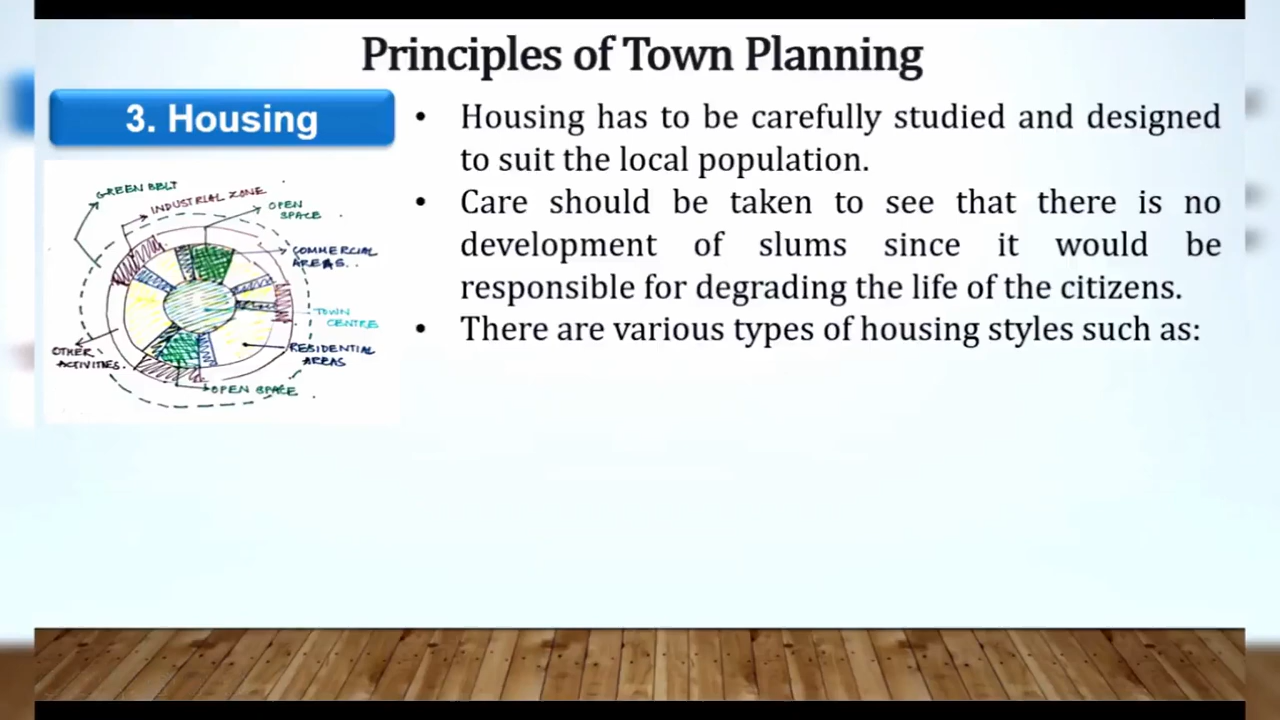 Principles of Town Planning
3. Housing
• Housing has to be carefully studied and designed
to suit the local population.
• Care should be taken to see that there is no
development of slums since it would be
responsible for degrading the life of the citizens.
• There are various types of housing styles such as:
GREEN BELT
INDUSTRIAL ZONE
OPEN
SPACE
COMMERCIAL
AREAS..
TOWN
CENTRE
RESIDENTIAL
AREAS
OTHER
ACTIVITIES.
OPEN SPACE